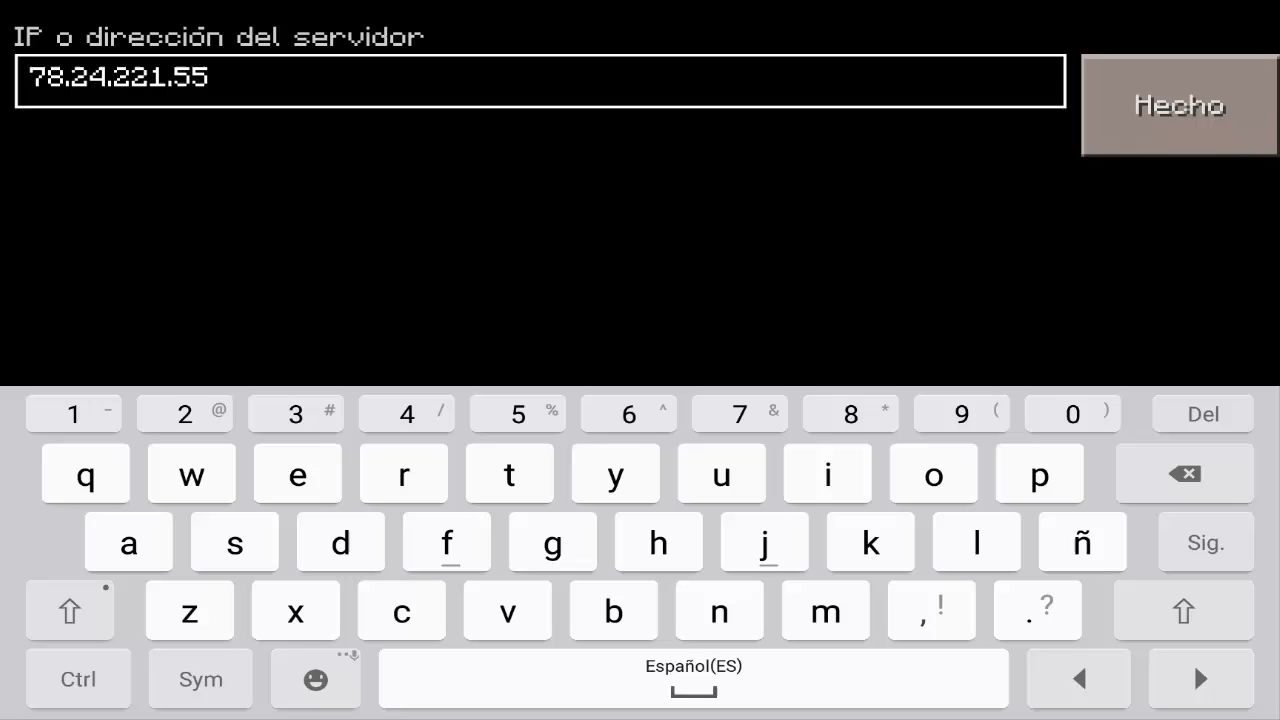 IP o dirección del servidor
78.24.221.55
Hecho
1 - 2 @ 3 # 4 / 5 % 6 ^ 7 & 8 * 9 ( 0 ) Del
q w e r t y u i o p
a s d f g h j k l ñ Sig.
z x c v b n m , ! . ?
Ctrl Sym Español(ES)